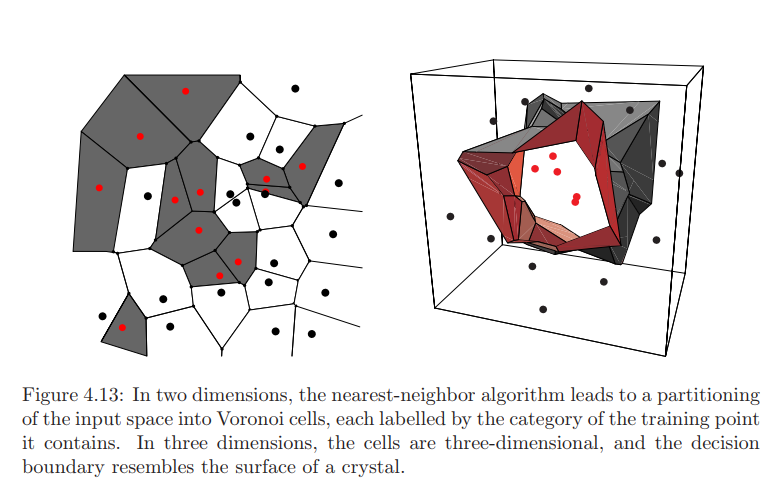 Figure 4.13: In two dimensions, the nearest-neighbor algorithm leads to a partitioning
of the input space into Voronoi cells, each labelled by the category of the training point
it contains. In three dimensions, the cells are three-dimensional, and the decision
boundary resembles the surface of a crystal.